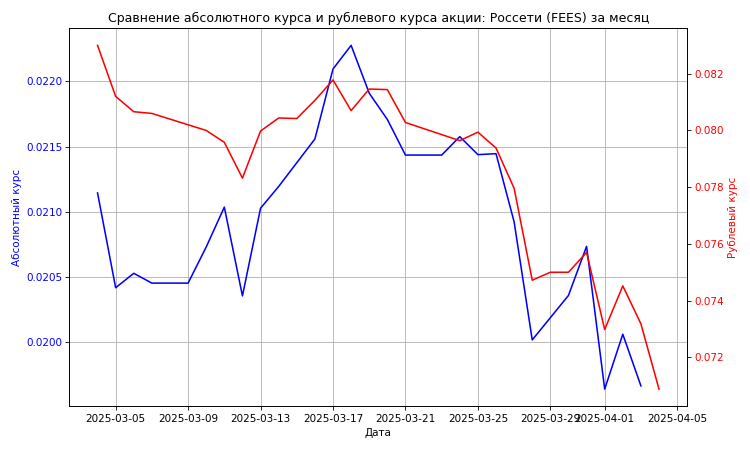 Сравнение абсолютного курса и рублевого курса акции: Россети (FEES) за месяц
0.0220
0.0215
0.0210
0.0205
0.0200
Абсолютный курс
0.082
0.080
0.078
0.076
0.074
0.072
Рублевый курс
2025-03-05 2025-03-09 2025-03-13 2025-03-17 2025-03-21 2025-03-25 2025-03-29 2025-04-01 2025-04-05
Дата